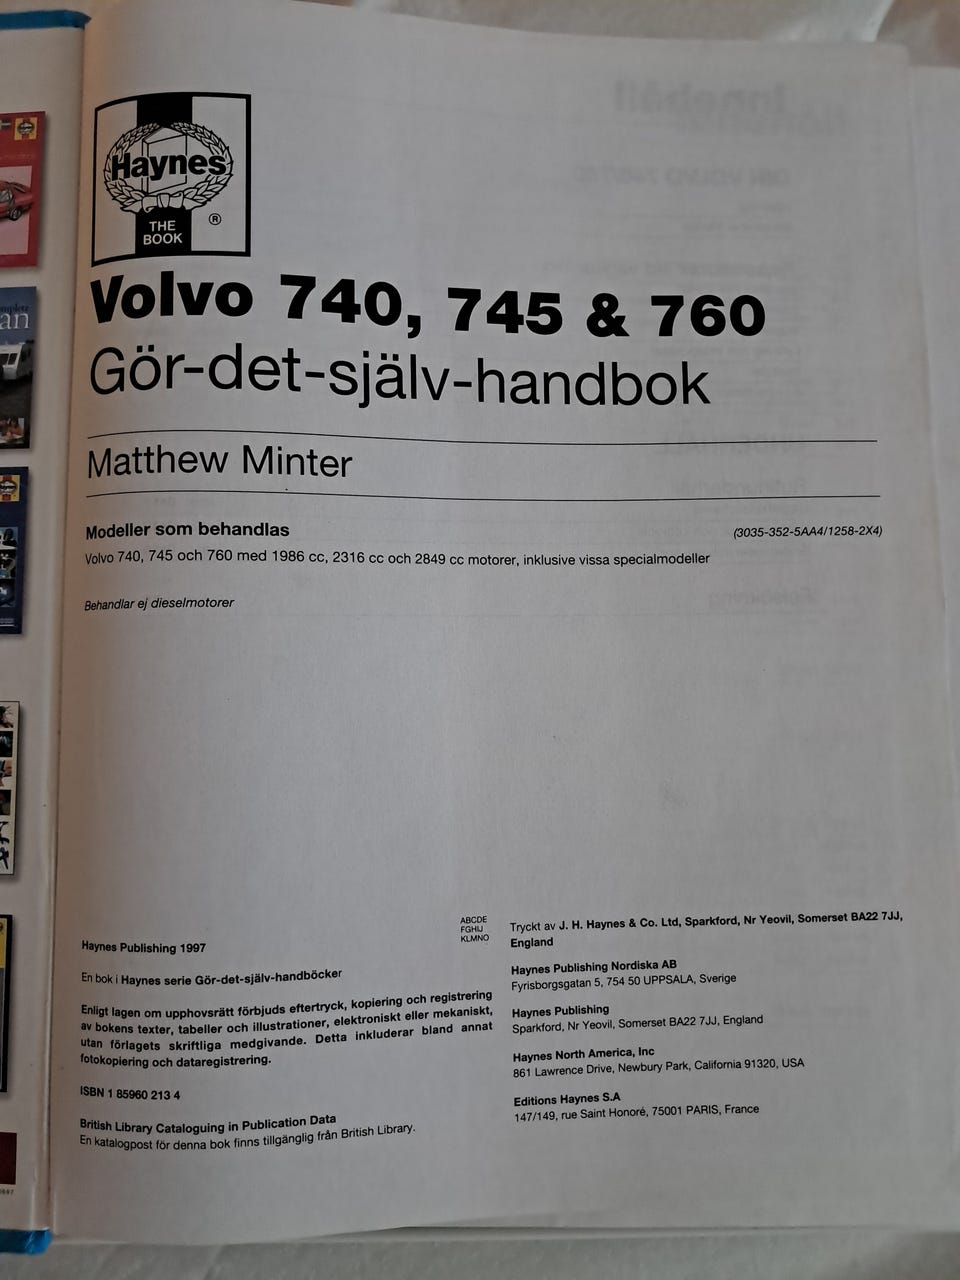 Haynes
®
THE
BOOK
Volvo 740, 745 & 760
Gör-det-själv-handbok
Matthew Minter
Modeller som behandlas
(3035-352-5AA4/1258-2X4)
Volvo 740, 745 och 760 med 1986 cc, 2316 cc och 2849 cc motorer, inklusive vissa specialmodeller
Behandlar ej dieselmotorer
Haynes Publishing 1997
En bok i Haynes serie Gör-det-själv-handböcker
Enligt lagen om upphovsrätt förbjuds eftertryck, kopiering och registrering
av bokens texter, tabeller och illustrationer, elektroniskt eller mekaniskt,
utan förlagets skriftliga medgivande. Detta inkluderar bland annat
fotokopiering och dataregistrering.
ISBN 1 85960 213 4
British Library Cataloguing in Publication Data
En katalogpost för denna bok finns tillgänglig från British Library.
ABCDE
FGHIJ
KLMNO
Tryckt av J. H. Haynes & Co. Ltd, Sparkford, Nr Yeovil, Somerset BA22 7JJ,
England
Haynes Publishing Nordiska AB
Fyrisborgsgatan 5, 754 50 UPPSALA, Sverige
Haynes Publishing
Sparkford, Nr Yeovil, Somerset BA22 7JJ, England
Haynes North America, Inc
861 Lawrence Drive, Newbury Park, California 91320, USA
Editions Haynes S.A
147/149, rue Saint Honoré, 75001 PARIS, France